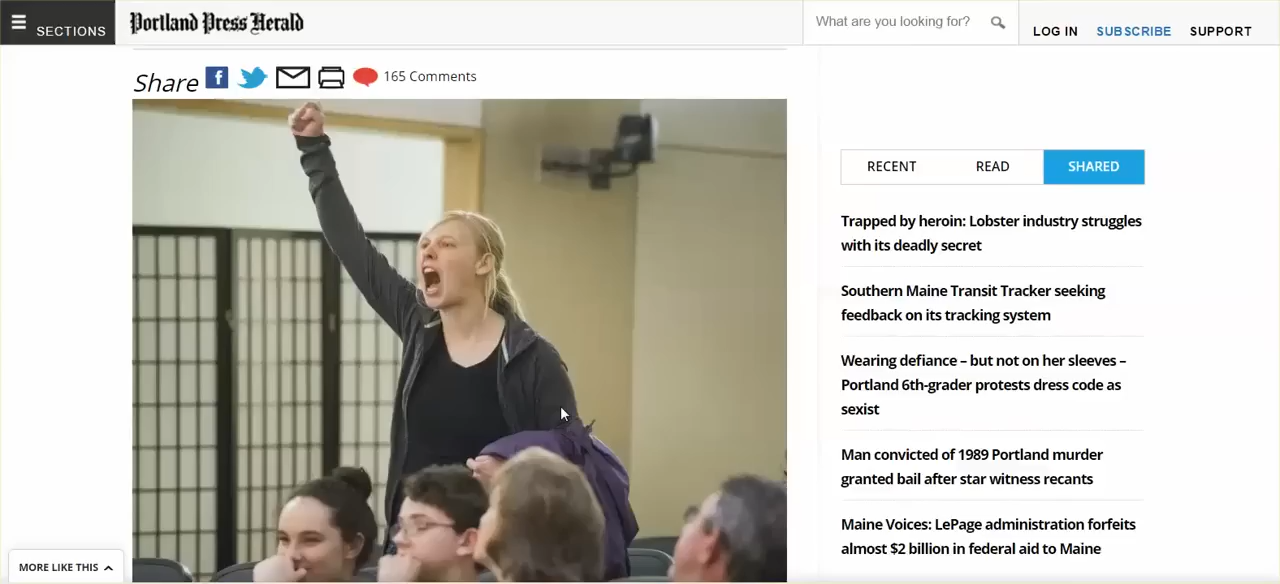 SECTIONS
Portland Press Herald
What are you looking for?
LOG IN
SUBSCRIBE
SUPPORT
Share
165 Comments
RECENT
READ
SHARED
Trapped by heroin: Lobster industry struggles
with its deadly secret
Southern Maine Transit Tracker seeking
feedback on its tracking system
Wearing defiance – but not on her sleeves –
Portland 6th-grader protests dress code as
sexist
Man convicted of 1989 Portland murder
granted bail after star witness recants
Maine Voices: LePage administration forfeits
almost $2 billion in federal aid to Maine
MORE LIKE THIS